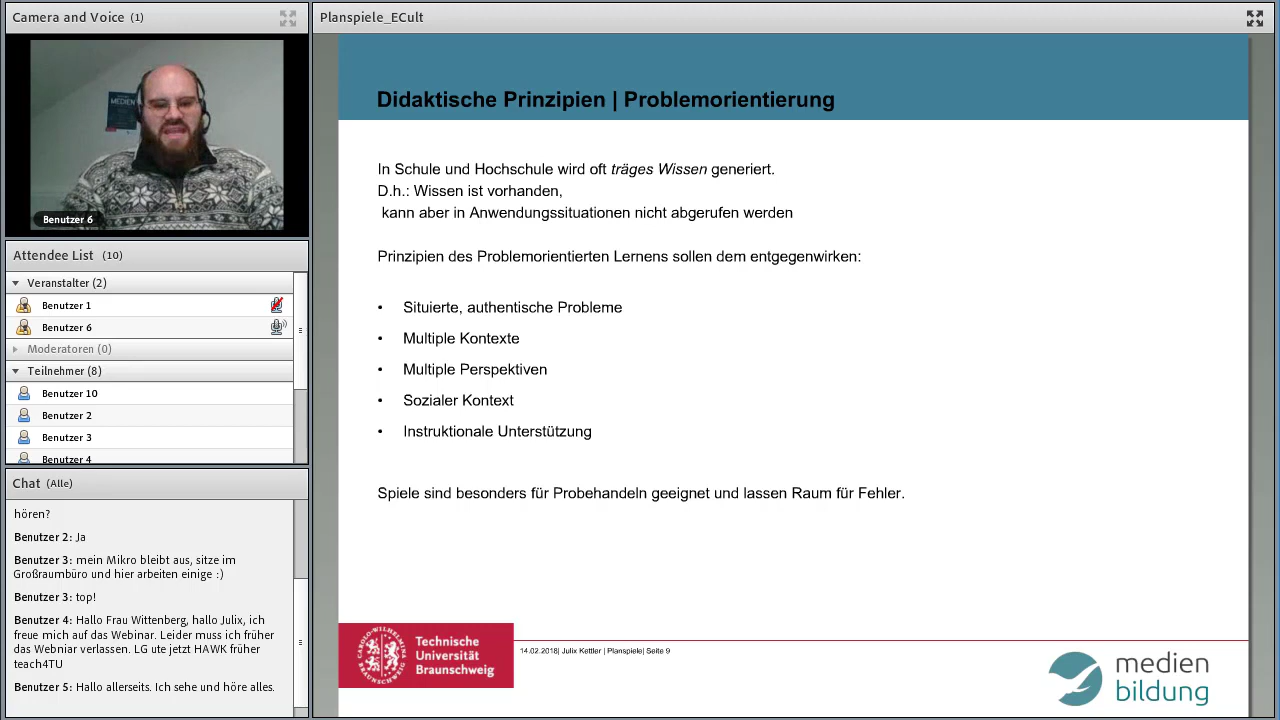 Camera and Voice (1)
Benutzer 6
Attendee List (10)
Veranstalter (2)
Benutzer 1
Benutzer 6
Moderatoren (0)
Teilnehmer (8)
Benutzer 10
Benutzer 2
Benutzer 3
Benutzer 4
Chat (Alle)
hören?
Benutzer 2: Ja
Benutzer 3: mein Mikro bleibt aus, sitze im
Großraumbüro und hier arbeiten einige :)
Benutzer 3: top!
Benutzer 4: Hallo Frau Wittenberg, hallo Julix, ich
freue mich auf das Webinar. Leider muss ich früher
das Webniar verlassen. LG ute jetzt HAWK früher
teach4TU
Benutzer 5: Hallo allerseits. Ich sehe und höre alles.
Planspiele_ECult
Didaktische Prinzipien | Problemorientierung
In Schule und Hochschule wird oft träges Wissen generiert.
D.h.: Wissen ist vorhanden,
kann aber in Anwendungssituationen nicht abgerufen werden
Prinzipien des Problemorientierten Lernens sollen dem entgegenwirken:
• Situierte, authentische Probleme
• Multiple Kontexte
• Multiple Perspektiven
• Sozialer Kontext
• Instruktionale Unterstützung
Spiele sind besonders für Probehandeln geeignet und lassen Raum für Fehler.
Technische
Universität
Braunschweig
14.02.2018| Julix Kettler | Planspiele| Seite 9
medien
bildung